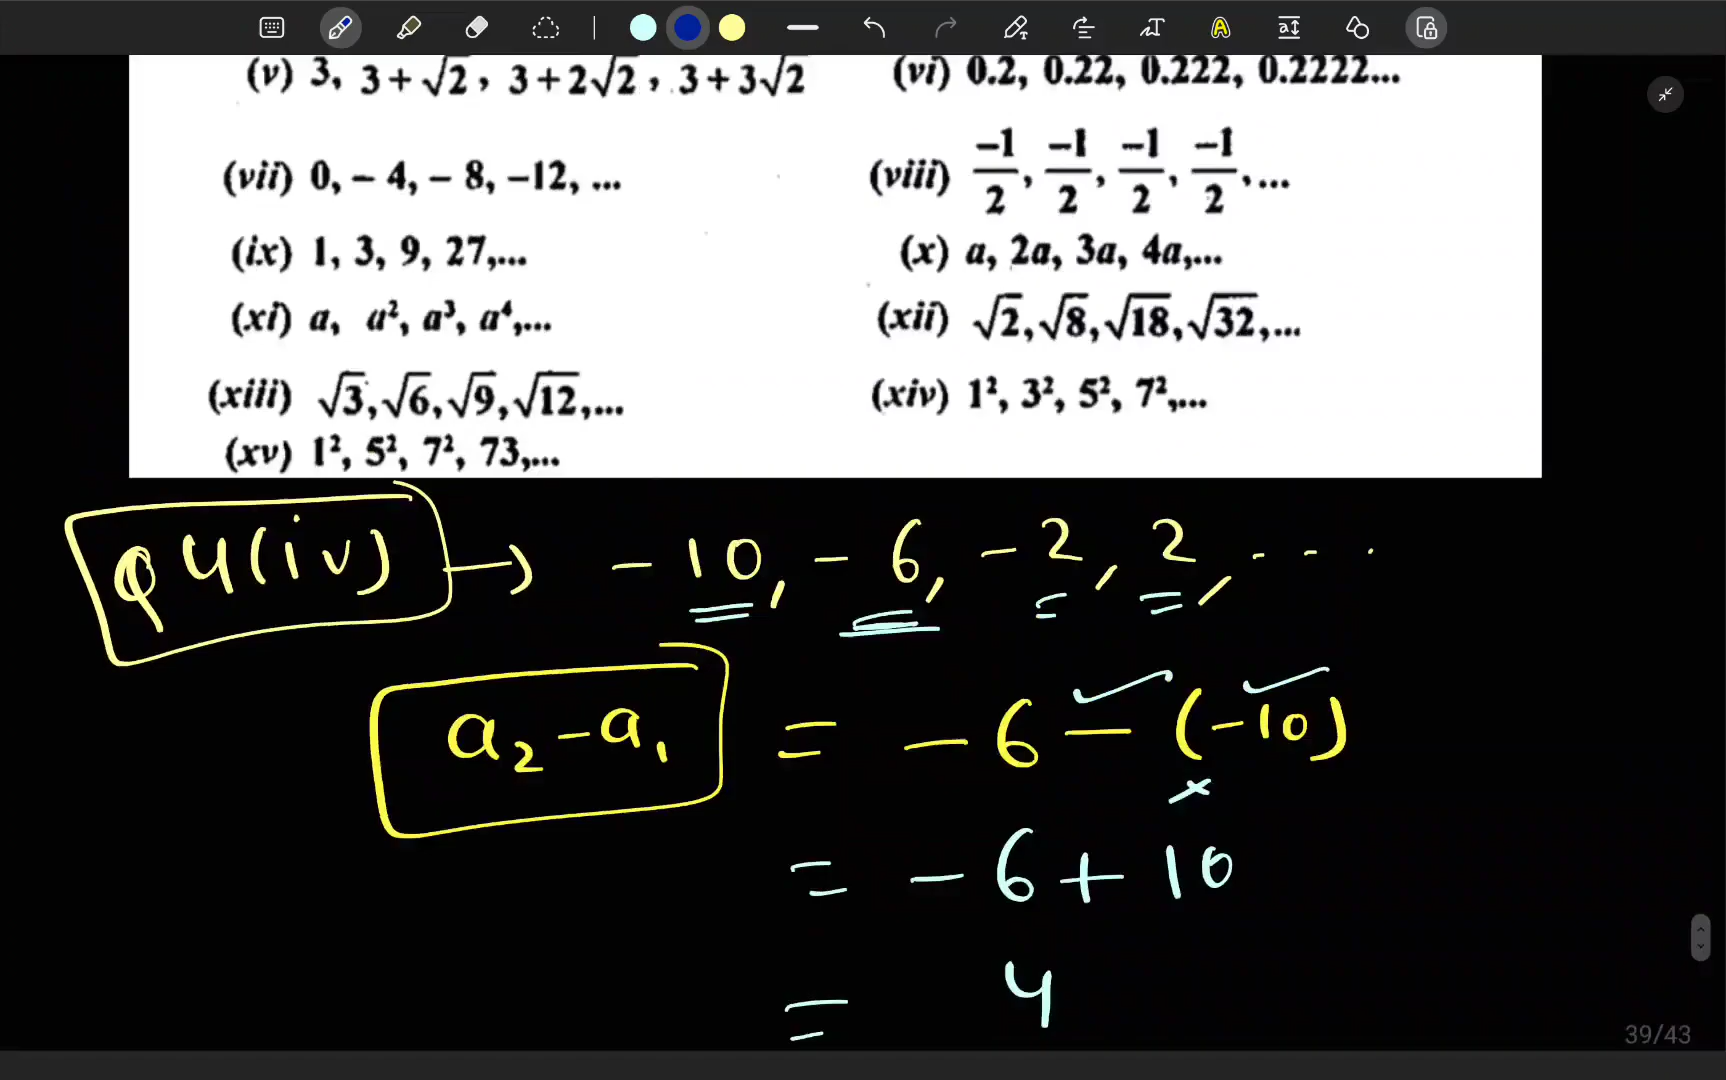 (v) 3, 3 + √2, 3 + 2√2, 3 + 3√2
(vi) 0.2, 0.22, 0.222, 0.2222...
(vii) 0, – 4, – 8, –12, ...
(viii) –1/2, –1/2, –1/2, –1/2, ...
(ix) 1, 3, 9, 27,...
(x) a, 2a, 3a, 4a,...
(xi) a, a², a³, a⁴,...
(xii) √2, √8, √18, √32,...
(xiii) √3, √6, √9, √12,...
(xiv) 1², 3², 5², 7²,...
(xv) 1², 5², 7², 73,...
Q4(iv) → -10, -6, -2, 2, ....
a₂ - a₁ = -6 - (-10)
= -6 + 10
= 4
39/43